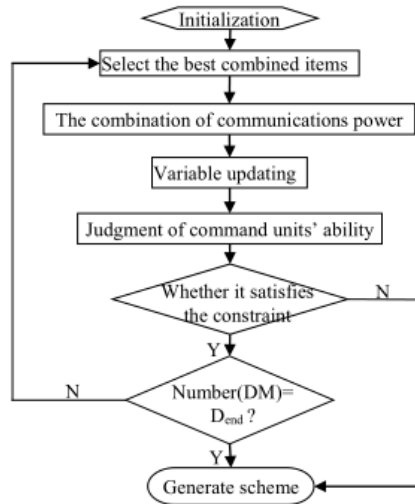 Initialization
Select the best combined items
The combination of communications power
Variable updating
Judgment of command units' ability
Whether it satisfies
the constraint
N
Y
N
Number(DM)=
Dend ?
Y
Generate scheme